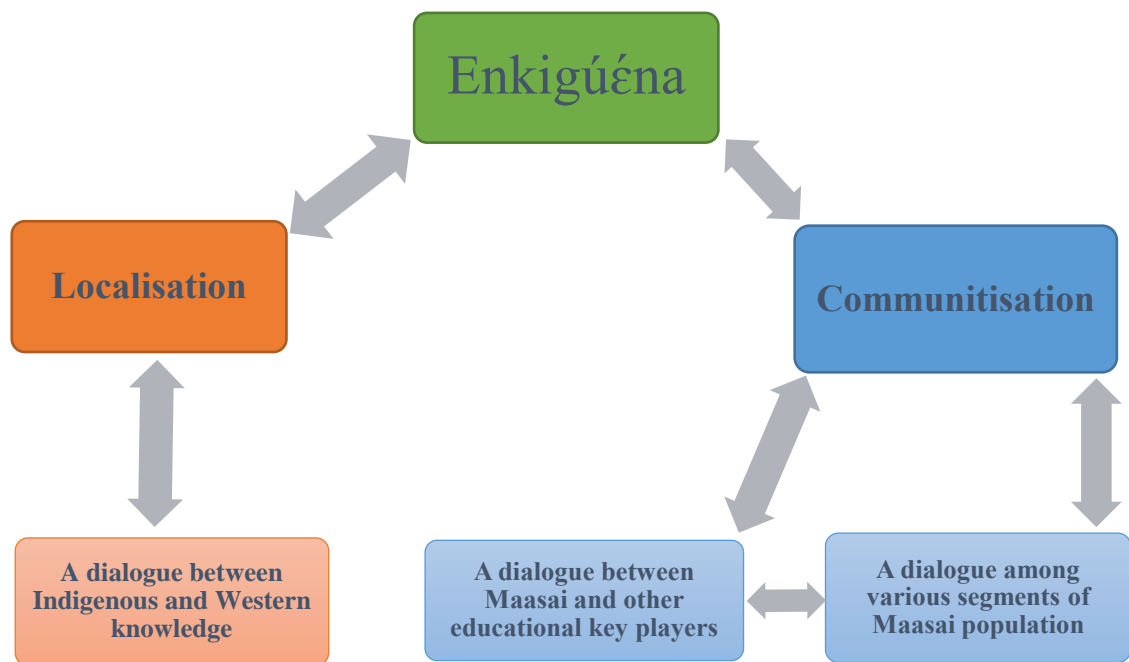 Enkigúέna
Localisation
Communitisation
A dialogue between
Indigenous and Western
knowledge
A dialogue between
Maasai and other
educational key players
A dialogue among
various segments of
Maasai population